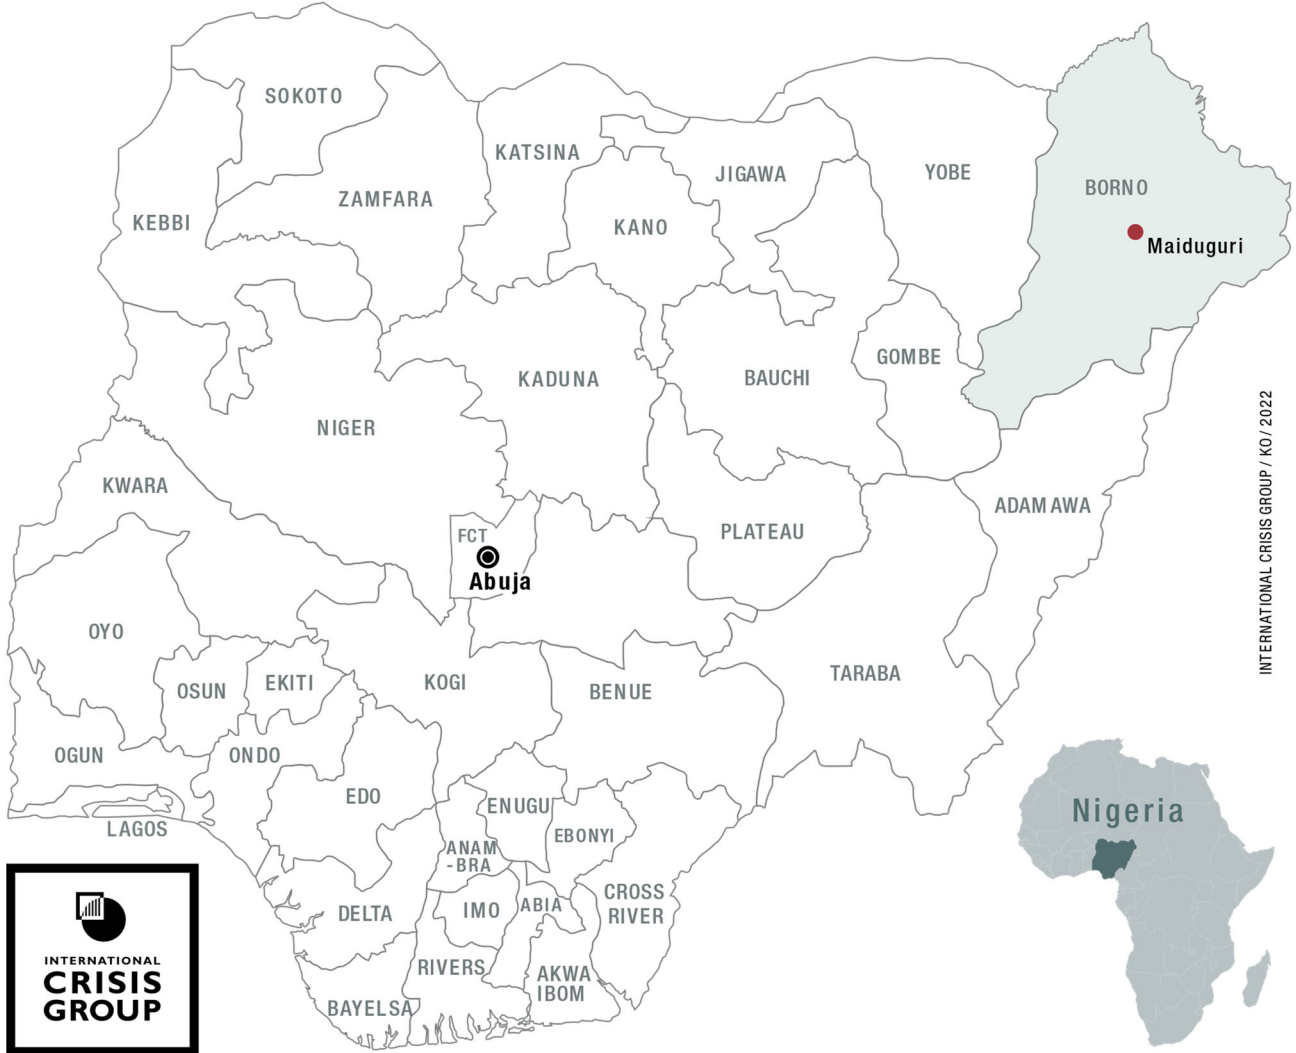 SOKOTO
KATSINA
JIGAWA
YOBE
BORNO
ZAMFARA
KEBBI
KANO
Maiduguri
GOMBE
KADUNA
BAUCHI
NIGER
KWARA
ADAMAWA
PLATEAU
FCT
Abuja
OYO
TARABA
OSUN
EKITI
KOGI
BENUE
OGUN
ONDO
EDO
ENUGU
LAGOS
EBONYI
ANAM
-BRA
CROSS
RIVER
DELTA
IMO
ABIA
RIVERS
AKWA
IBOM
BAYELSA
Nigeria
INTERNATIONAL CRISIS GROUP / KO / 2022
INTERNATIONAL
CRISIS
GROUP